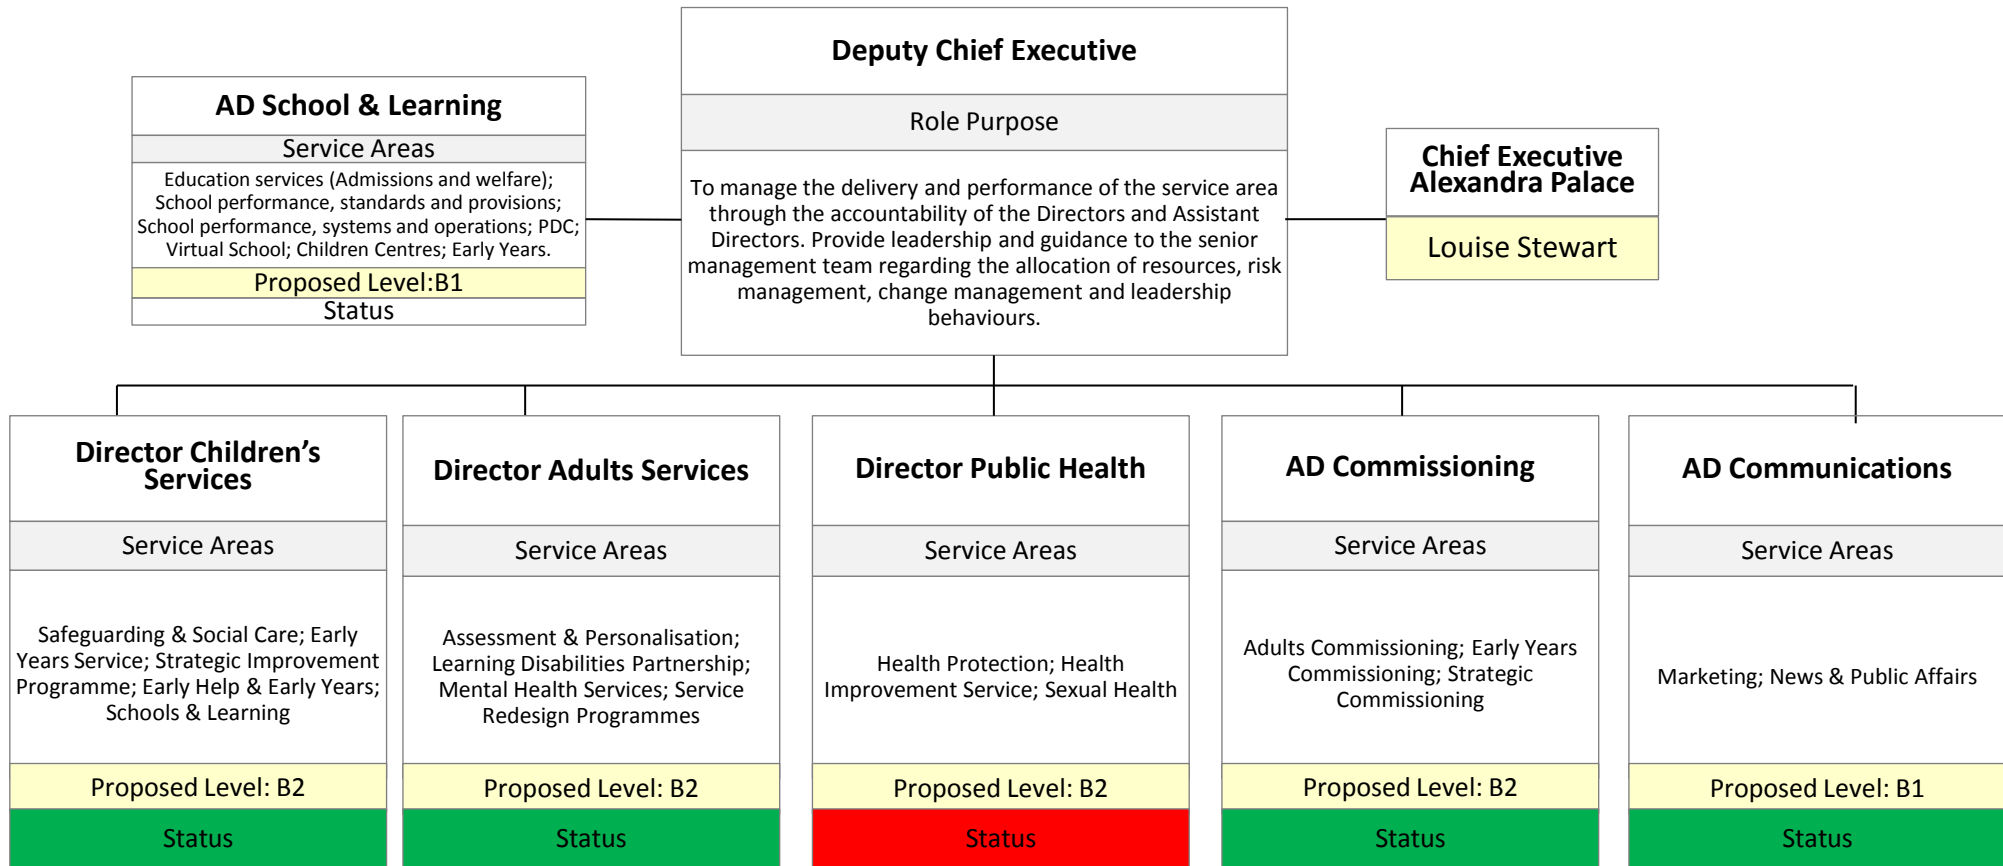 Deputy Chief Executive
Role Purpose
To manage the delivery and performance of the service area
through the accountability of the Directors and Assistant
Directors. Provide leadership and guidance to the senior
management team regarding the allocation of resources, risk
management, change management and leadership
behaviours.
AD School & Learning
Service Areas
Education services (Admissions and welfare);
School performance, standards and provisions;
School performance, systems and operations; PDC;
Virtual School; Children Centres; Early Years.
Proposed Level:B1
Status
Chief Executive
Alexandra Palace
Louise Stewart
Director Children’s
Services
Service Areas
Safeguarding & Social Care; Early
Years Service; Strategic Improvement
Programme; Early Help & Early Years;
Schools & Learning
Proposed Level: B2
Status
Director Adults Services
Service Areas
Assessment & Personalisation;
Learning Disabilities Partnership;
Mental Health Services; Service
Redesign Programmes
Proposed Level: B2
Status
Director Public Health
Service Areas
Health Protection; Health
Improvement Service; Sexual Health
Proposed Level: B2
Status
AD Commissioning
Service Areas
Adults Commissioning; Early Years
Commissioning; Strategic
Commissioning
Proposed Level: B2
Status
AD Communications
Service Areas
Marketing; News & Public Affairs
Proposed Level: B1
Status